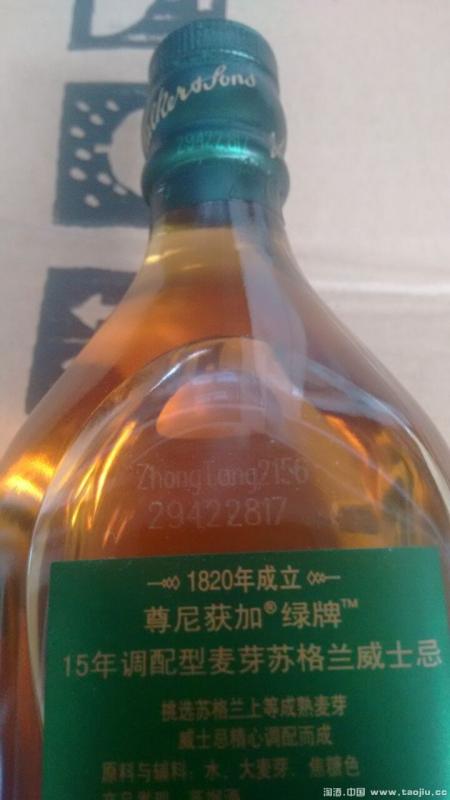 29422817
ZhongTang2156
29422817
1820年成立
尊尼获加®绿牌™
15年调配型麦芽苏格兰威士忌
挑选苏格兰上等成熟麦芽
威士忌精心调配而成
原料与辅料：水、大麦芽、焦糖色
淘酒.中国 www.taojiu.cc